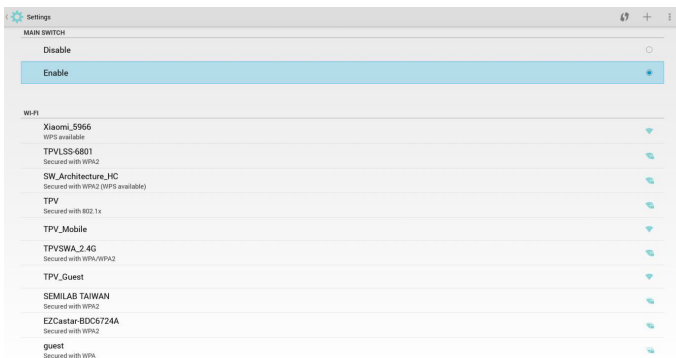 Settings
MAIN SWITCH
Disable
Enable
WI-FI
Xiaomi_5966
WPS available
TPVLSS-6801
Secured with WPA2
SW_Architecture_HC
Secured with WPA2 (WPS available)
TPV
Secured with 802.1x
TPV_Mobile
TPVSWA_2.4G
Secured with WPA/WPA2
TPV_Guest
SEMILAB TAIWAN
Secured with WPA2
EZCastar-BDC6724A
Secured with WPA2
guest
Secured with WPA